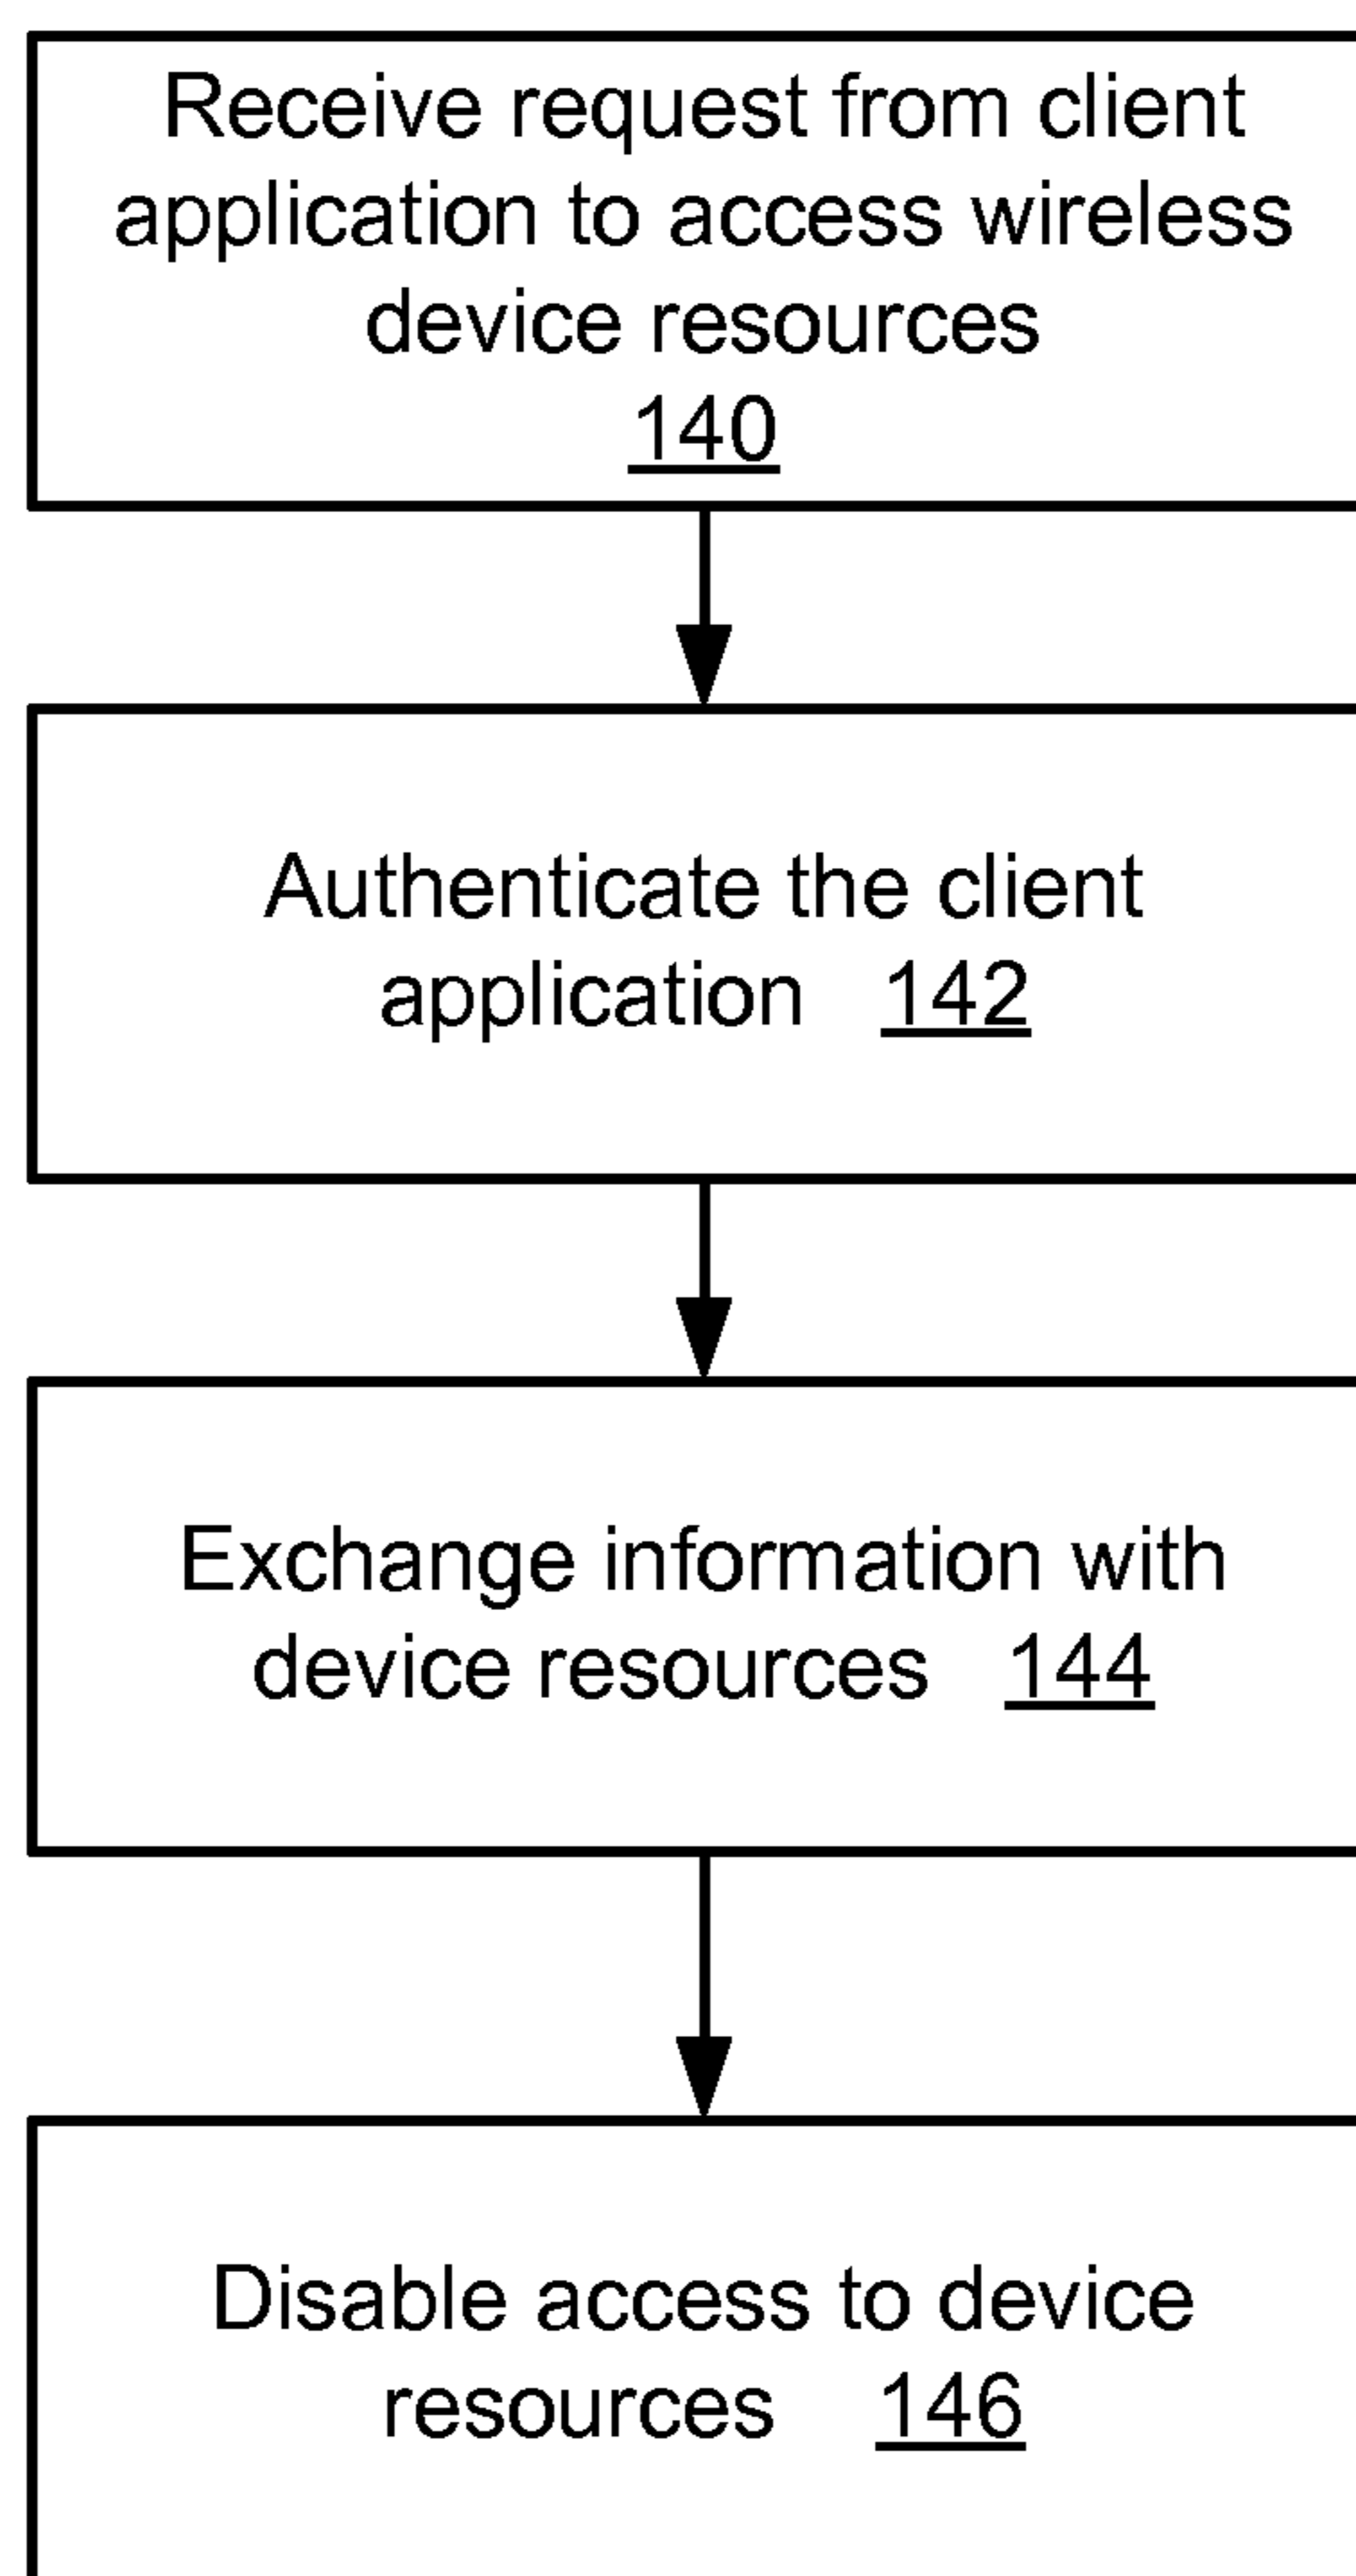 Receive request from client
application to access wireless
device resources
140
Authenticate the client
application 142
Exchange information with
device resources 144
Disable access to device
resources 146